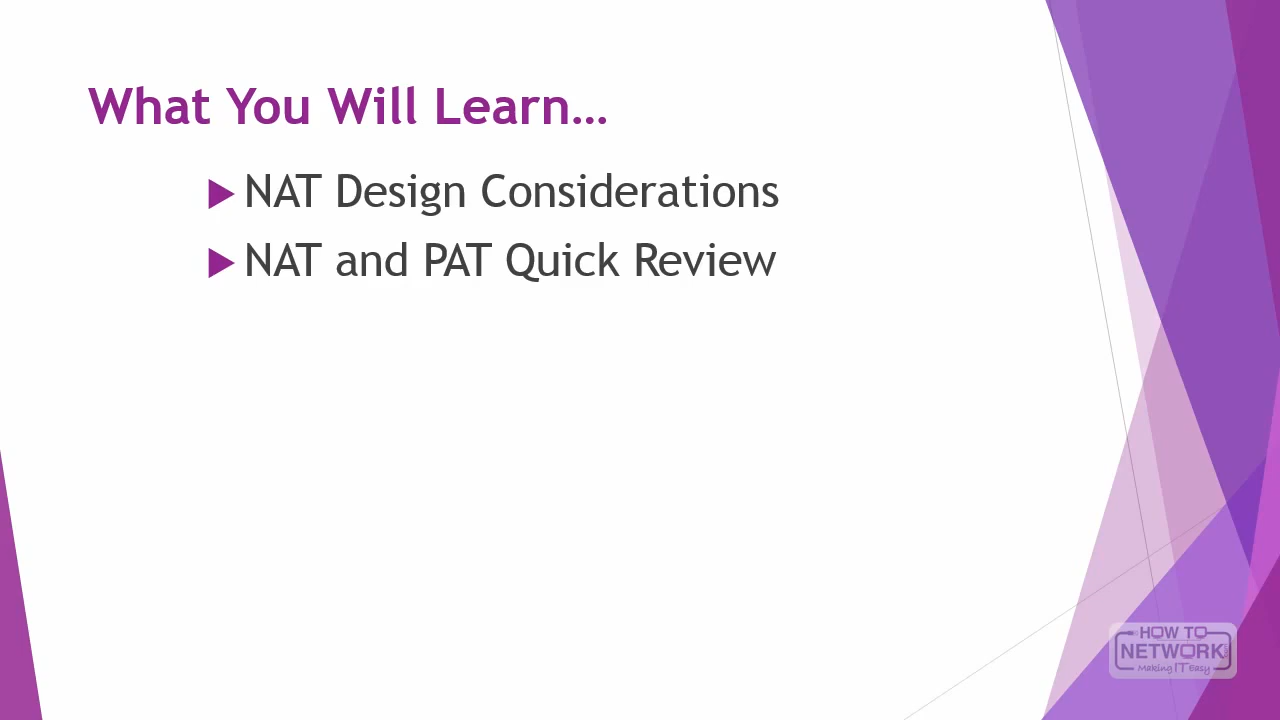 What You Will Learn…
NAT Design Considerations
NAT and PAT Quick Review
HOW TO
NETWORK
Making IT Easy